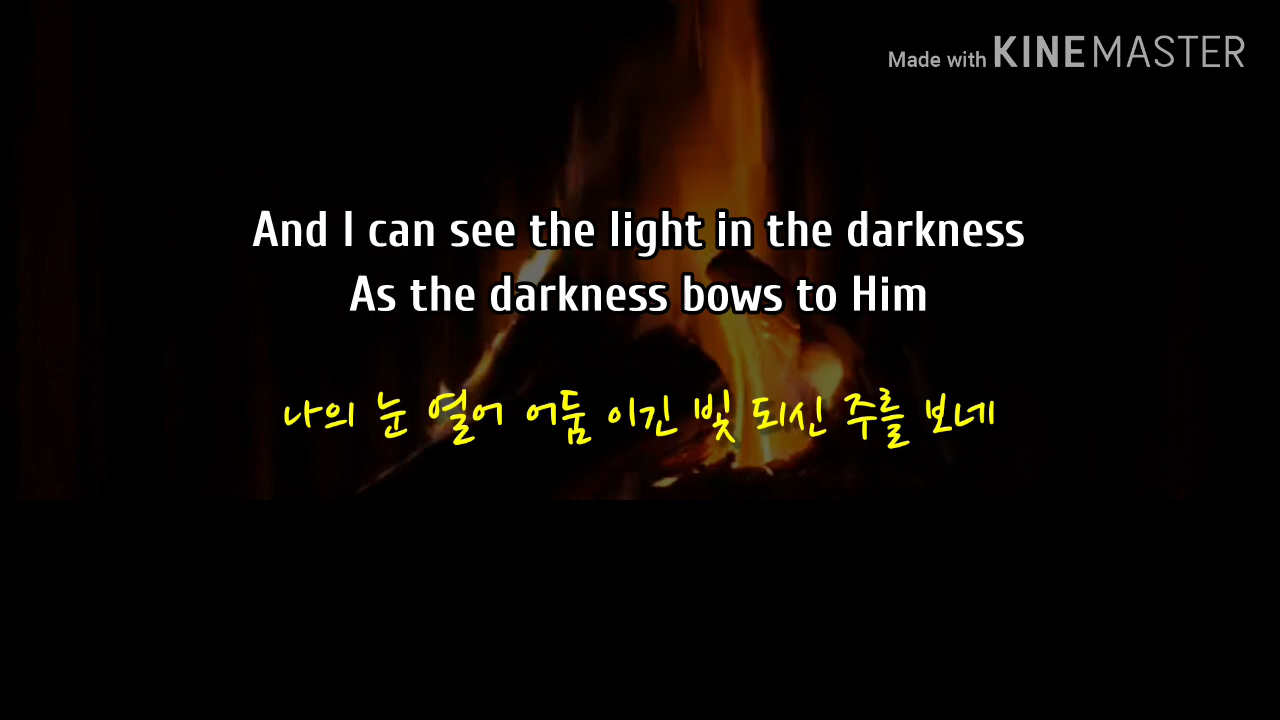 Made with KINEMASTER
And I can see the light in the darkness
As the darkness bows to Him
나의 눈 열어 어둠 이긴 빛 되신 주를 보네